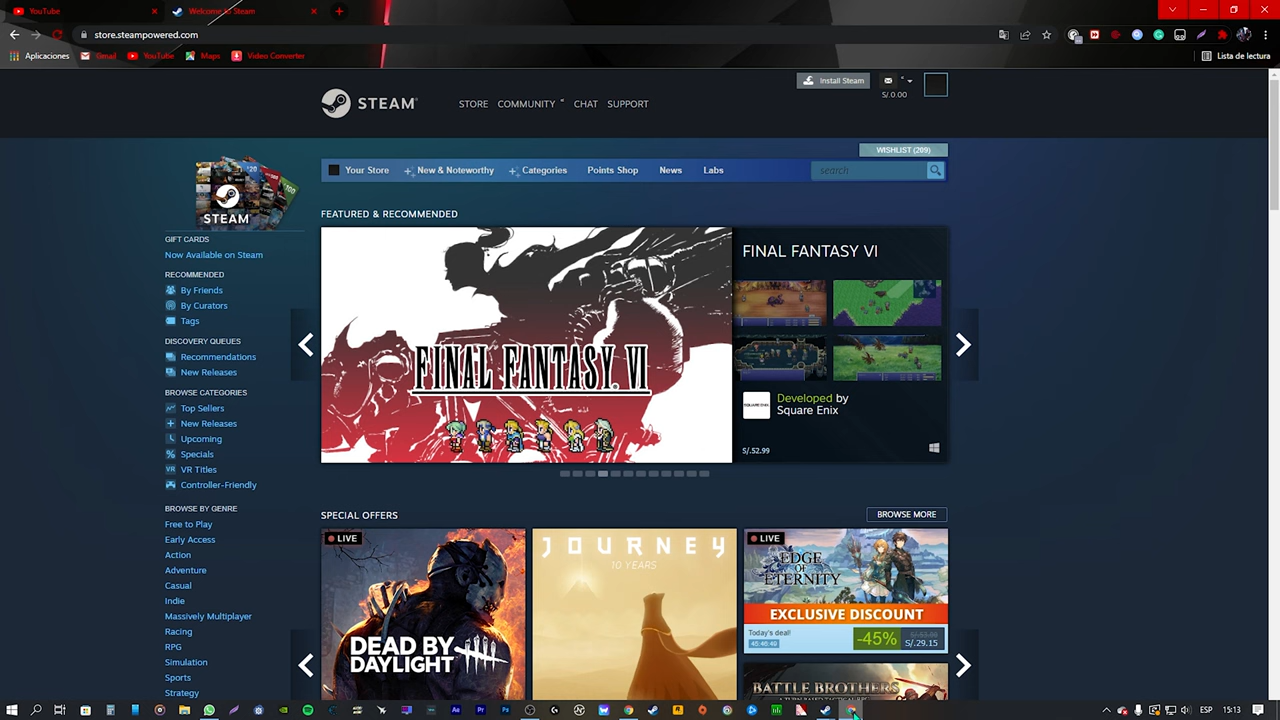 YouTube
Welcome to Steam
store.steampowered.com
Aplicaciones
Gmail
YouTube
Maps
Video Converter
Lista de lectura
Install Steam
S/.0.00
STEAM®
STORE
COMMUNITY
CHAT
SUPPORT
WISHLIST (209)
Your Store
New & Noteworthy
Categories
Points Shop
News
Labs
search
STEAM
GIFT CARDS
Now Available on Steam
RECOMMENDED
By Friends
By Curators
Tags
DISCOVERY QUEUES
Recommendations
New Releases
BROWSE CATEGORIES
Top Sellers
New Releases
Upcoming
Specials
VR Titles
Controller-Friendly
BROWSE BY GENRE
Free to Play
Early Access
Action
Adventure
Casual
Indie
Massively Multiplayer
Racing
RPG
Simulation
Sports
Strategy
FEATURED & RECOMMENDED
FINAL FANTASY VI
FINAL FANTASY VI
SQUARE ENIX
Developed by
Square Enix
S/.52.99
SPECIAL OFFERS
BROWSE MORE
LIVE
DEAD BY
DAYLIGHT
JOURNEY
10 YEARS
LIVE
EDGE
OF
ETERNITY
EXCLUSIVE DISCOUNT
Today's deal!
-45%
S/.29.15
BATTLE BROTHERS
ESP
15:13